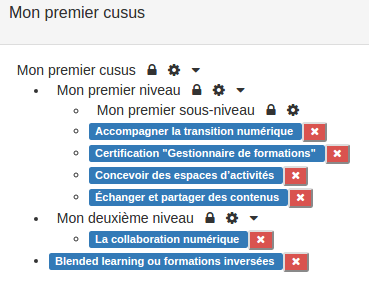 Mon premier cusus
Mon premier cusus
Mon premier niveau
Mon premier sous-niveau
Accompagner la transition numérique
Certification "Gestionnaire de formations"
Concevoir des espaces d'activités
Échanger et partager des contenus
Mon deuxième niveau
La collaboration numérique
Blended learning ou formations inversées